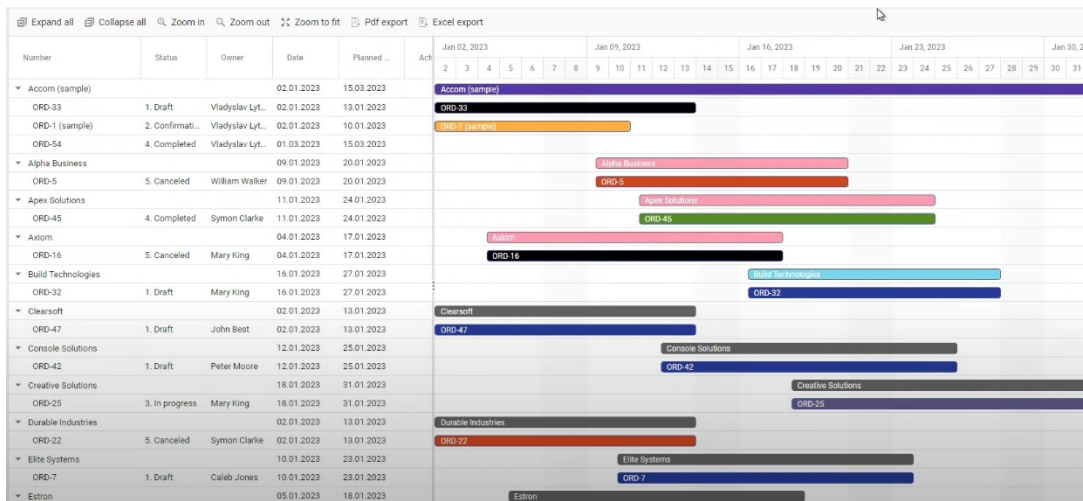 Expand all Collapse all Zoom in Zoom out Zoom to fit Pdf export Excel export
Jan 02, 2023 Jan 09, 2023 Jan 16, 2023 Jan 23, 2023 Jan 30,
Number Status Owner Date Planned ... Act
2 3 4 5 6 7 8 9 10 11 12 13 14 15 16 17 18 19 20 21 22 23 24 25 26 27 28 29 30 31
Accom (sample) 02.01.2023 15.03.2023 Accom (sample)
ORD-33 1. Draft Vladyslav Lyt... 02.01.2023 13.01.2023 ORD-33
ORD-1 (sample) 2. Confirmati... Vladyslav Lyt... 02.01.2023 10.01.2023 ORD-1 (sample)
ORD-54 4. Completed Vladyslav Lyt... 01.03.2023 15.03.2023
Alpha Business 09.01.2023 20.01.2023 Alpha Business
ORD-5 5. Canceled William Walker 09.01.2023 20.01.2023 ORD-5
Apex Solutions 11.01.2023 24.01.2023 Apex Solutions
ORD-45 4. Completed Symon Clarke 11.01.2023 24.01.2023 ORD-45
Axiom 04.01.2023 17.01.2023 Axiom
ORD-16 5. Canceled Mary King 04.01.2023 17.01.2023 ORD-16
Build Technologies 16.01.2023 27.01.2023 Build Technologies
ORD-32 1. Draft Mary King 16.01.2023 27.01.2023 ORD-32
Clearsoft 02.01.2023 13.01.2023 Clearsoft
ORD-47 1. Draft John Best 02.01.2023 13.01.2023 ORD-47
Console Solutions 12.01.2023 25.01.2023 Console Solutions
ORD-42 1. Draft Peter Moore 12.01.2023 25.01.2023 ORD-42
Creative Solutions 18.01.2023 31.01.2023 Creative Solutions
ORD-25 3. In progress Mary King 18.01.2023 31.01.2023 ORD-25
Durable Industries 02.01.2023 13.01.2023 Durable Industries
ORD-22 5. Canceled Symon Clarke 02.01.2023 13.01.2023 ORD-22
Elite Systems 10.01.2023 23.01.2023 Elite Systems
ORD-7 1. Draft Caleb Jones 10.01.2023 23.01.2023 ORD-7
Estron 05.01.2023 18.01.2023 Estron